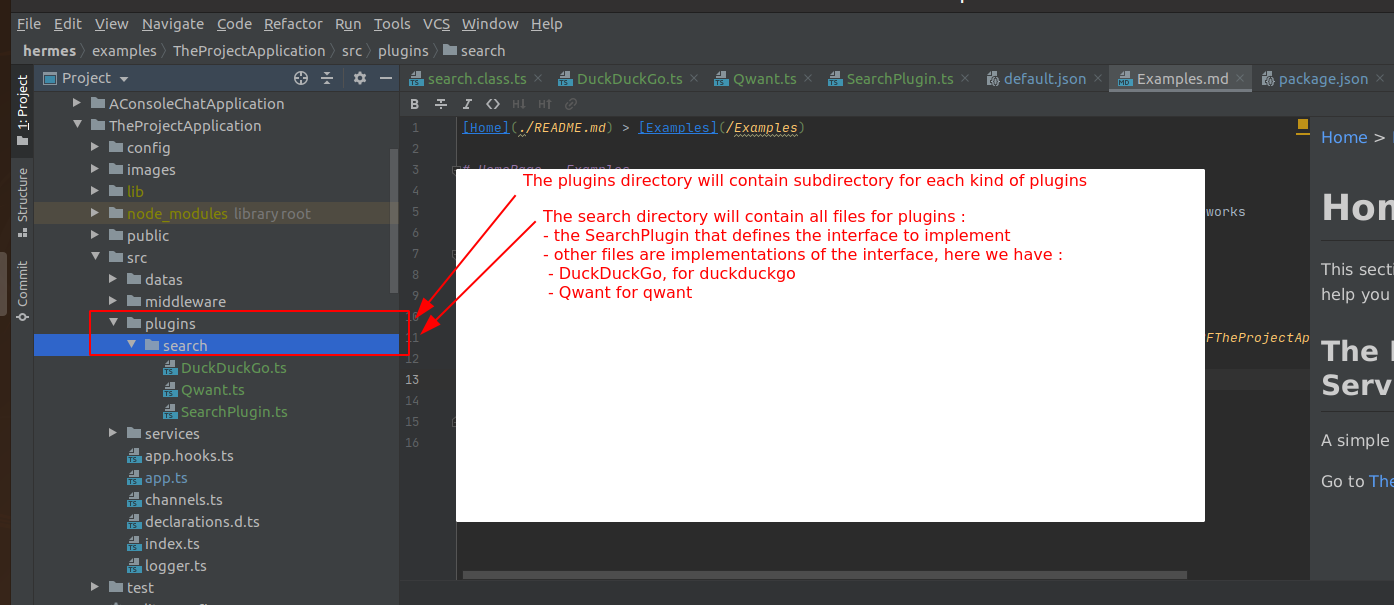 File Edit View Navigate Code Refactor Run Tools VCS Window Help
hermes examples TheProjectApplication src plugins search
Project
search.class.ts DuckDuckGo.ts Qwant.ts SearchPlugin.ts default.json Examples.md package.json
1: Project
Structure
Commit
AConsoleChatApplication
TheProjectApplication
config
images
lib
node_modules library root
public
src
datas
middleware
plugins
search
DuckDuckGo.ts
Qwant.ts
SearchPlugin.ts
services
app.hooks.ts
app.ts
channels.ts
declarations.d.ts
index.ts
logger.ts
test
B I <> H↓ H↑
1 [Home](./README.md) > [Examples](/Examples)
2
3
4
5 works
6
7
8
9
10
11 FTheProjectAp
12
13
14
15
16
The plugins directory will contain subdirectory for each kind of plugins
The search directory will contain all files for plugins :
- the SearchPlugin that defines the interface to implement
- other files are implementations of the interface, here we have :
- DuckDuckGo, for duckduckgo
- Qwant for qwant
Home >
Hom
This secti
help you
The
Serv
A simple
Go to The